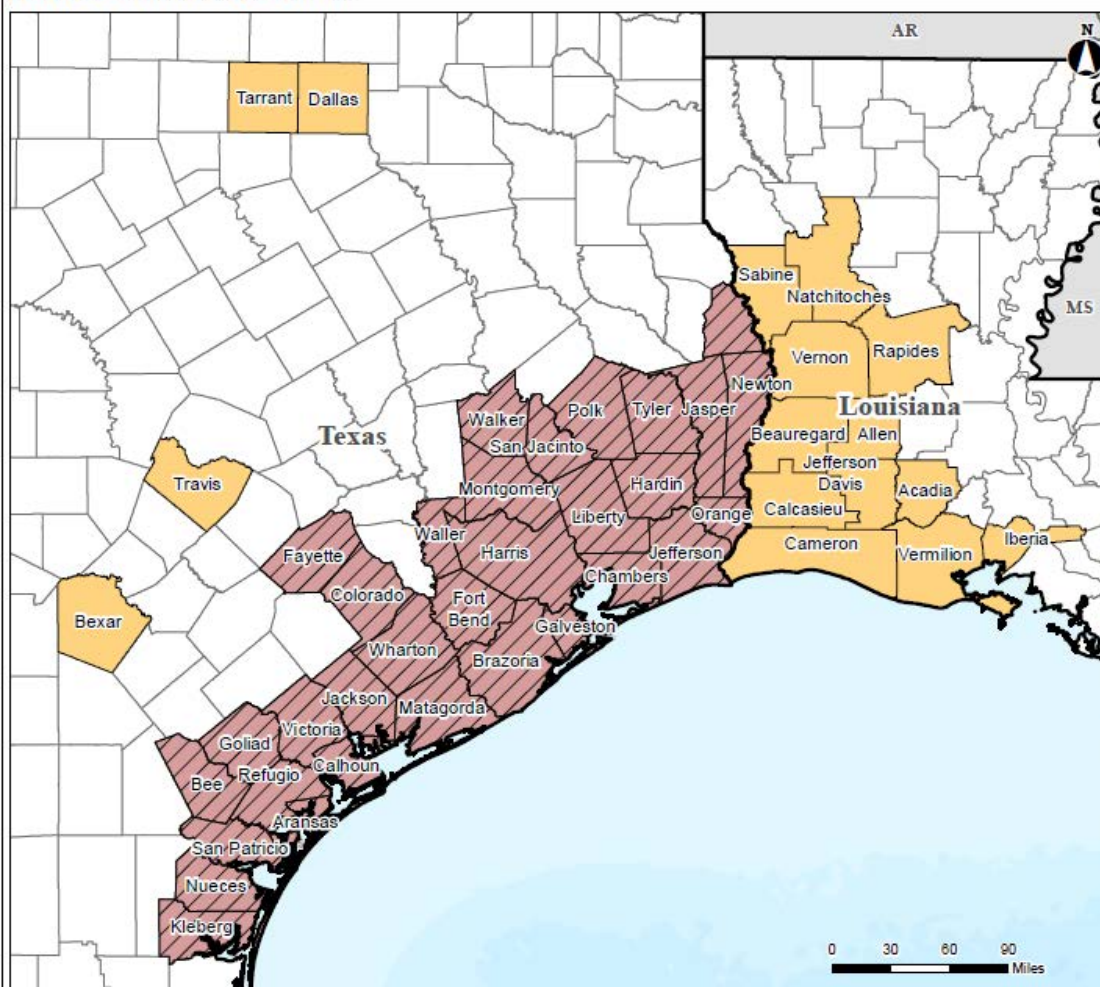 AR
N
Tarrant
Dallas
Sabine
Natchitoches
MS
Vernon
Rapides
Newton
Louisiana
Walker
Polk
Tyler
Jasper
Texas
San Jacinto
Beauregard
Allen
Jefferson
Davis
Travis
Montgomery
Hardin
Acadia
Calcasieu
Liberty
Orange
Waller
Harris
Jefferson
Cameron
Vermilion
Iberia
Fayette
Chambers
Colorado
Fort
Bend
Galveston
Bexar
Wharton
Brazoria
Jackson
Matagorda
Victoria
Goliad
Calhoun
Bee
Refugio
Aransas
San Patricio
Nueces
Kleberg
0 30 60 90
Miles